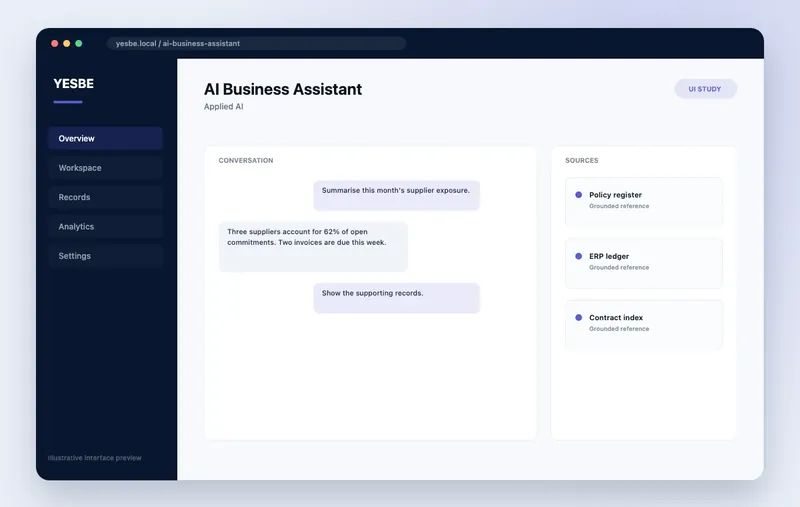 yesbe.local / ai-business-assistant
YESBE
Overview
Workspace
Records
Analytics
Settings
Illustrative interface preview
AI Business Assistant
Applied AI
UI STUDY
CONVERSATION
Summarise this month's supplier exposure.
Three suppliers account for 62% of open
commitments. Two invoices are due this week.
Show the supporting records.
SOURCES
Policy register
Grounded reference
ERP ledger
Grounded reference
Contract index
Grounded reference